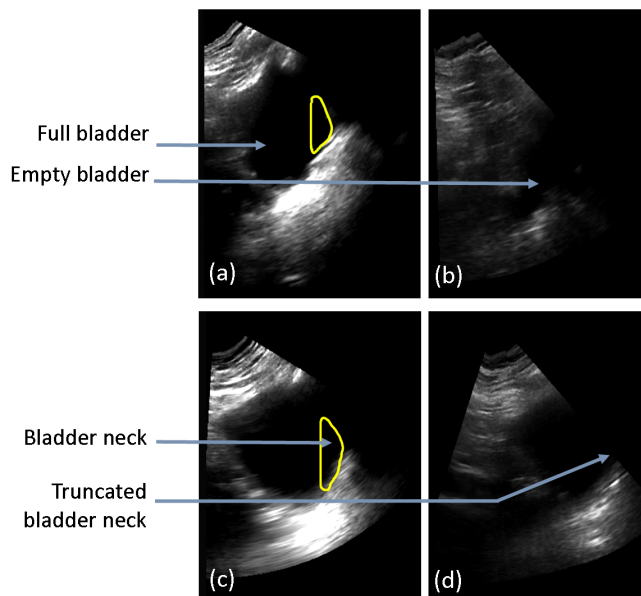 Full bladder
Empty bladder
(a)
(b)
Bladder neck
Truncated
bladder neck
(c)
(d)